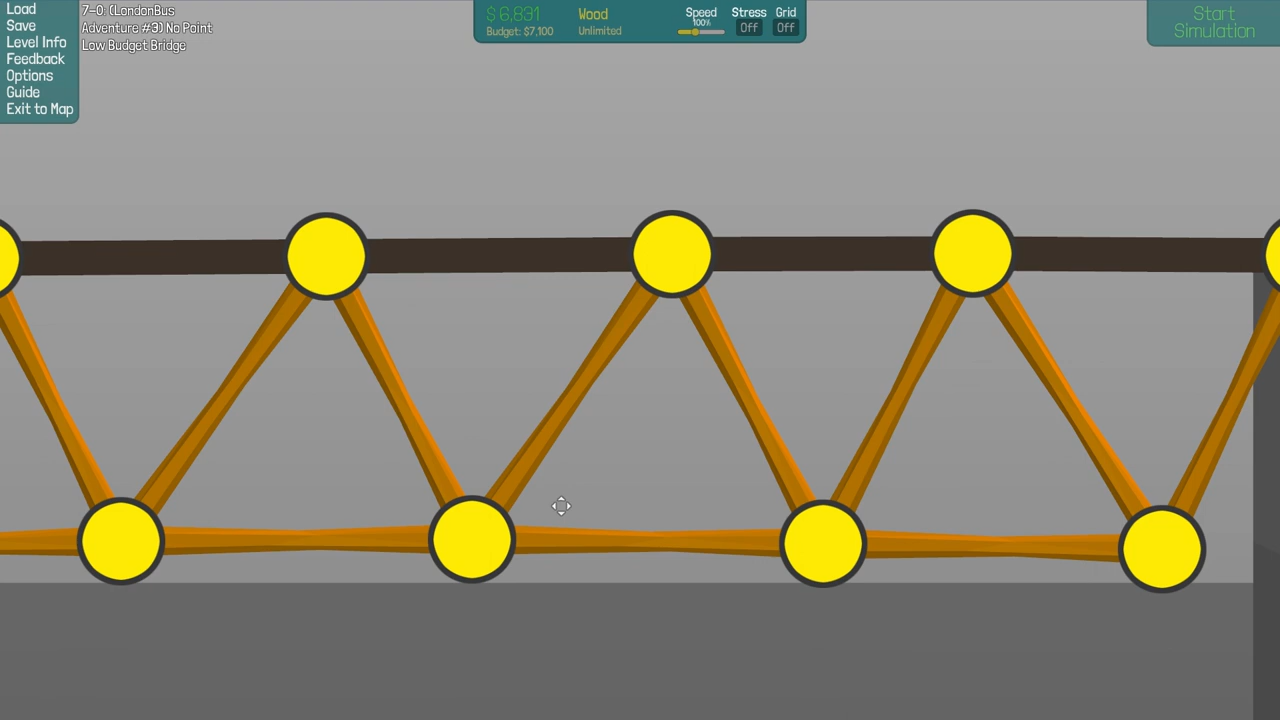 Load
Save
Level Info
Feedback
Options
Guide
Exit to Map
7-0: (LondonBus
Adventure #3) No Point
Low Budget Bridge
$ 6,831
Budget: $7,100
Wood
Unlimited
Speed
100%
Stress
Off
Grid
Off
Start
Simulation